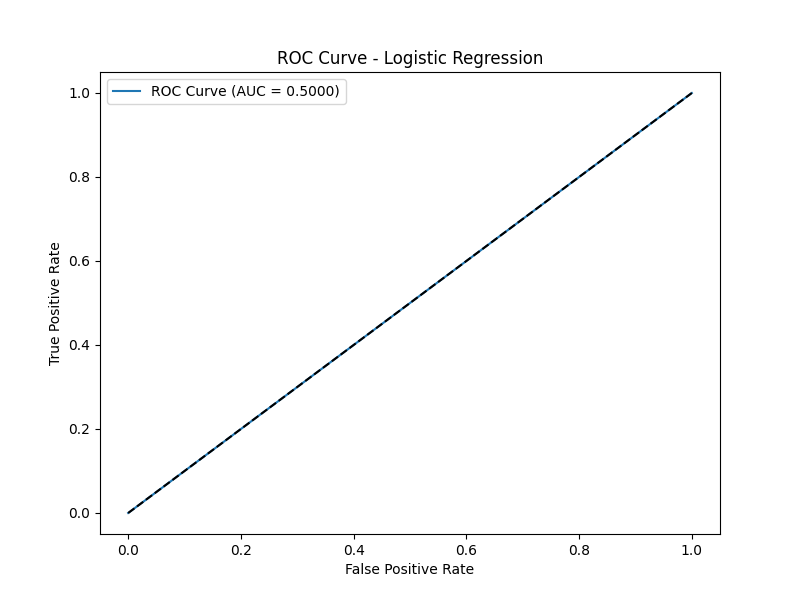 ROC Curve - Logistic Regression
ROC Curve (AUC = 0.5000)
1.0
0.8
0.6
0.4
0.2
0.0
True Positive Rate
0.0 0.2 0.4 0.6 0.8 1.0
False Positive Rate